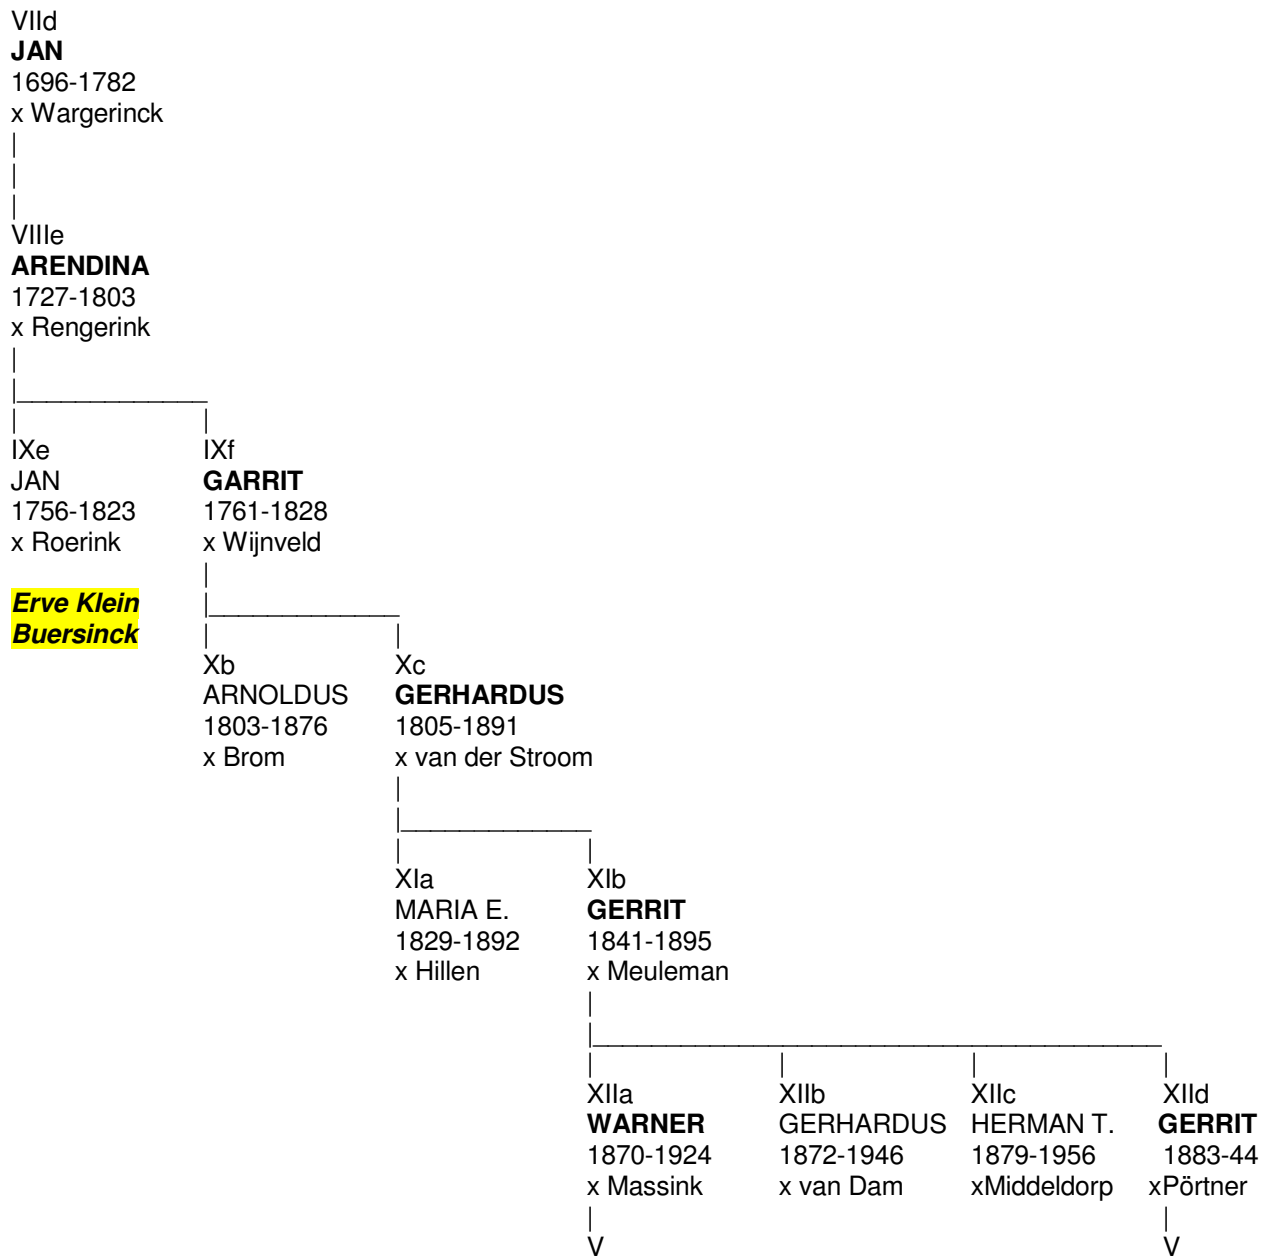 VIId
JAN
1696-1782
x Wargerinck
VIIIe
ARENDINA
1727-1803
x Rengerink
IXe IXf
JAN GARRIT
1756-1823 1761-1828
x Roerink x Wijnveld
Erve Klein
Buersinck
Xb Xc
ARNOLDUS GERHARDUS
1803-1876 1805-1891
x Brom x van der Stroom
XIa XIb
MARIA E. GERRIT
1829-1892 1841-1895
x Hillen x Meuleman
XIIa XIIb XIIc XIId
WARNER GERHARDUS HERMAN T. GERRIT
1870-1924 1872-1946 1879-1956 1883-44
x Massink x van Dam xMiddeldorp xPörtner
V V